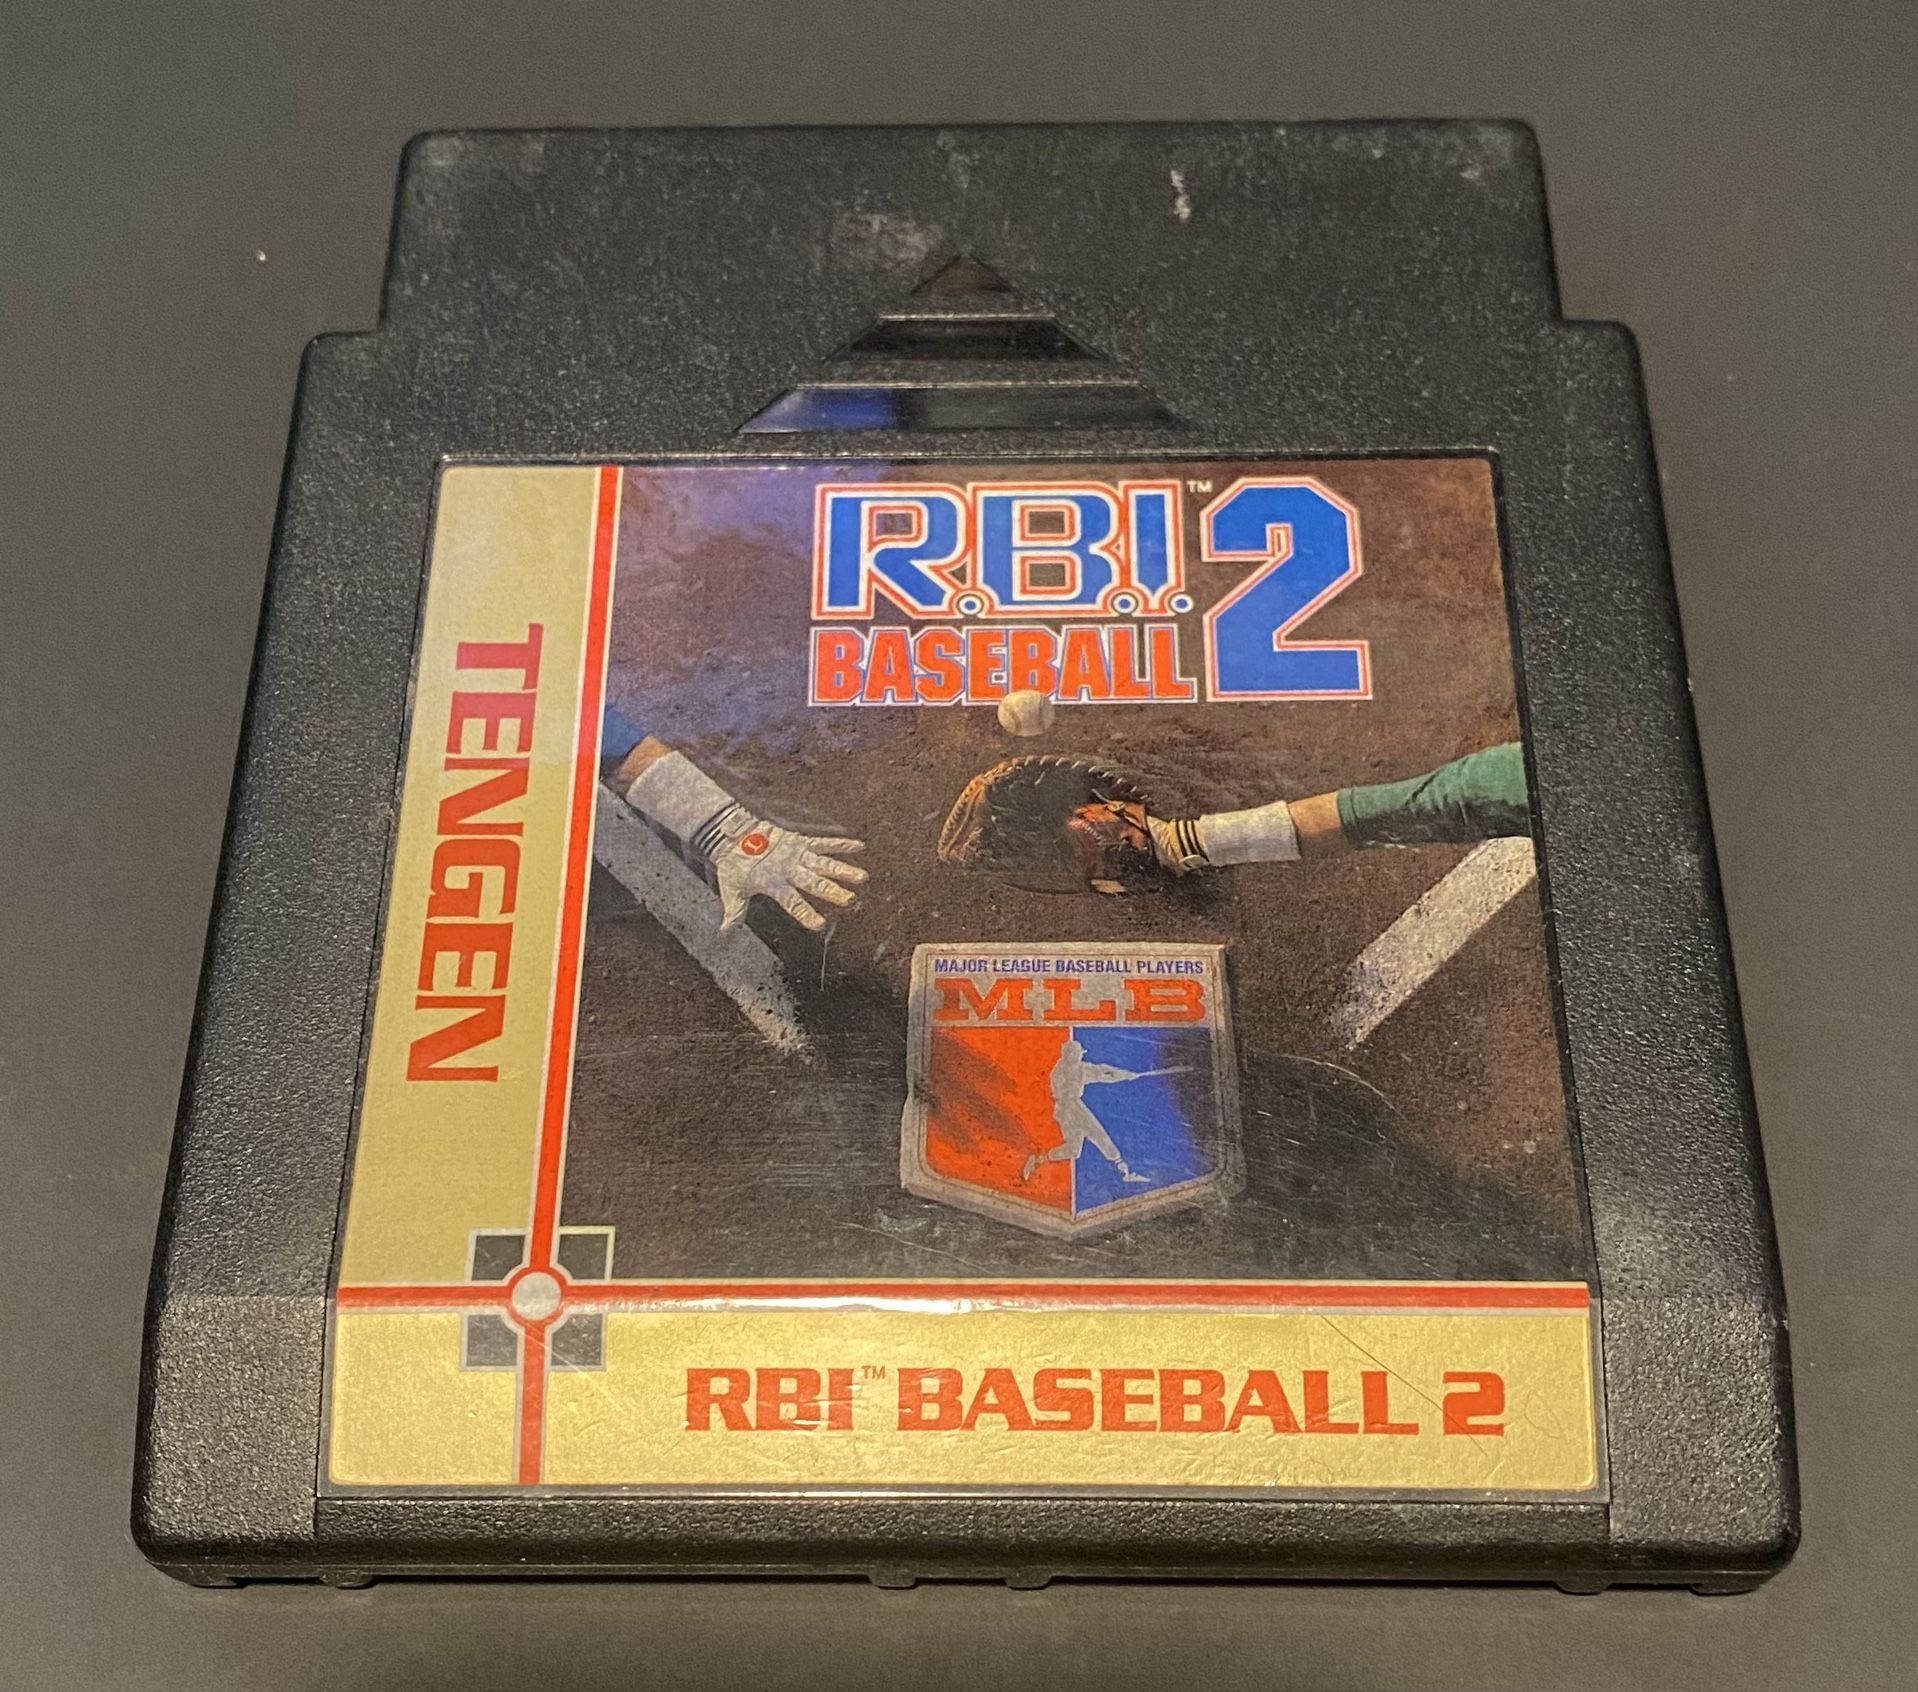 R.B.I.™ 2
BASEBALL
TENGEN
L
MAJOR LEAGUE BASEBALL PLAYERS
MLB
RBI™ BASEBALL 2